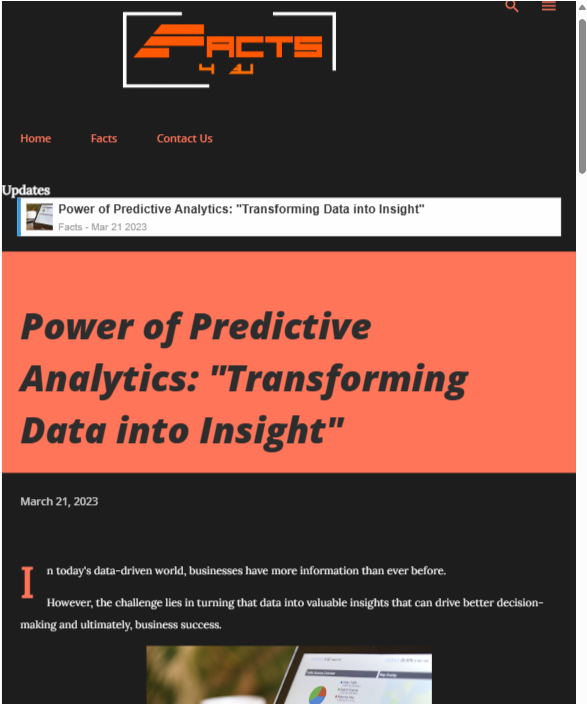 FACTS
4 U
Home Facts Contact Us
Updates
Power of Predictive Analytics: "Transforming Data into Insight"
Facts - Mar 21 2023
Power of Predictive
Analytics: "Transforming
Data into Insight"
March 21, 2023
In today's data-driven world, businesses have more information than ever before.
However, the challenge lies in turning that data into valuable insights that can drive better decision-
making and ultimately, business success.